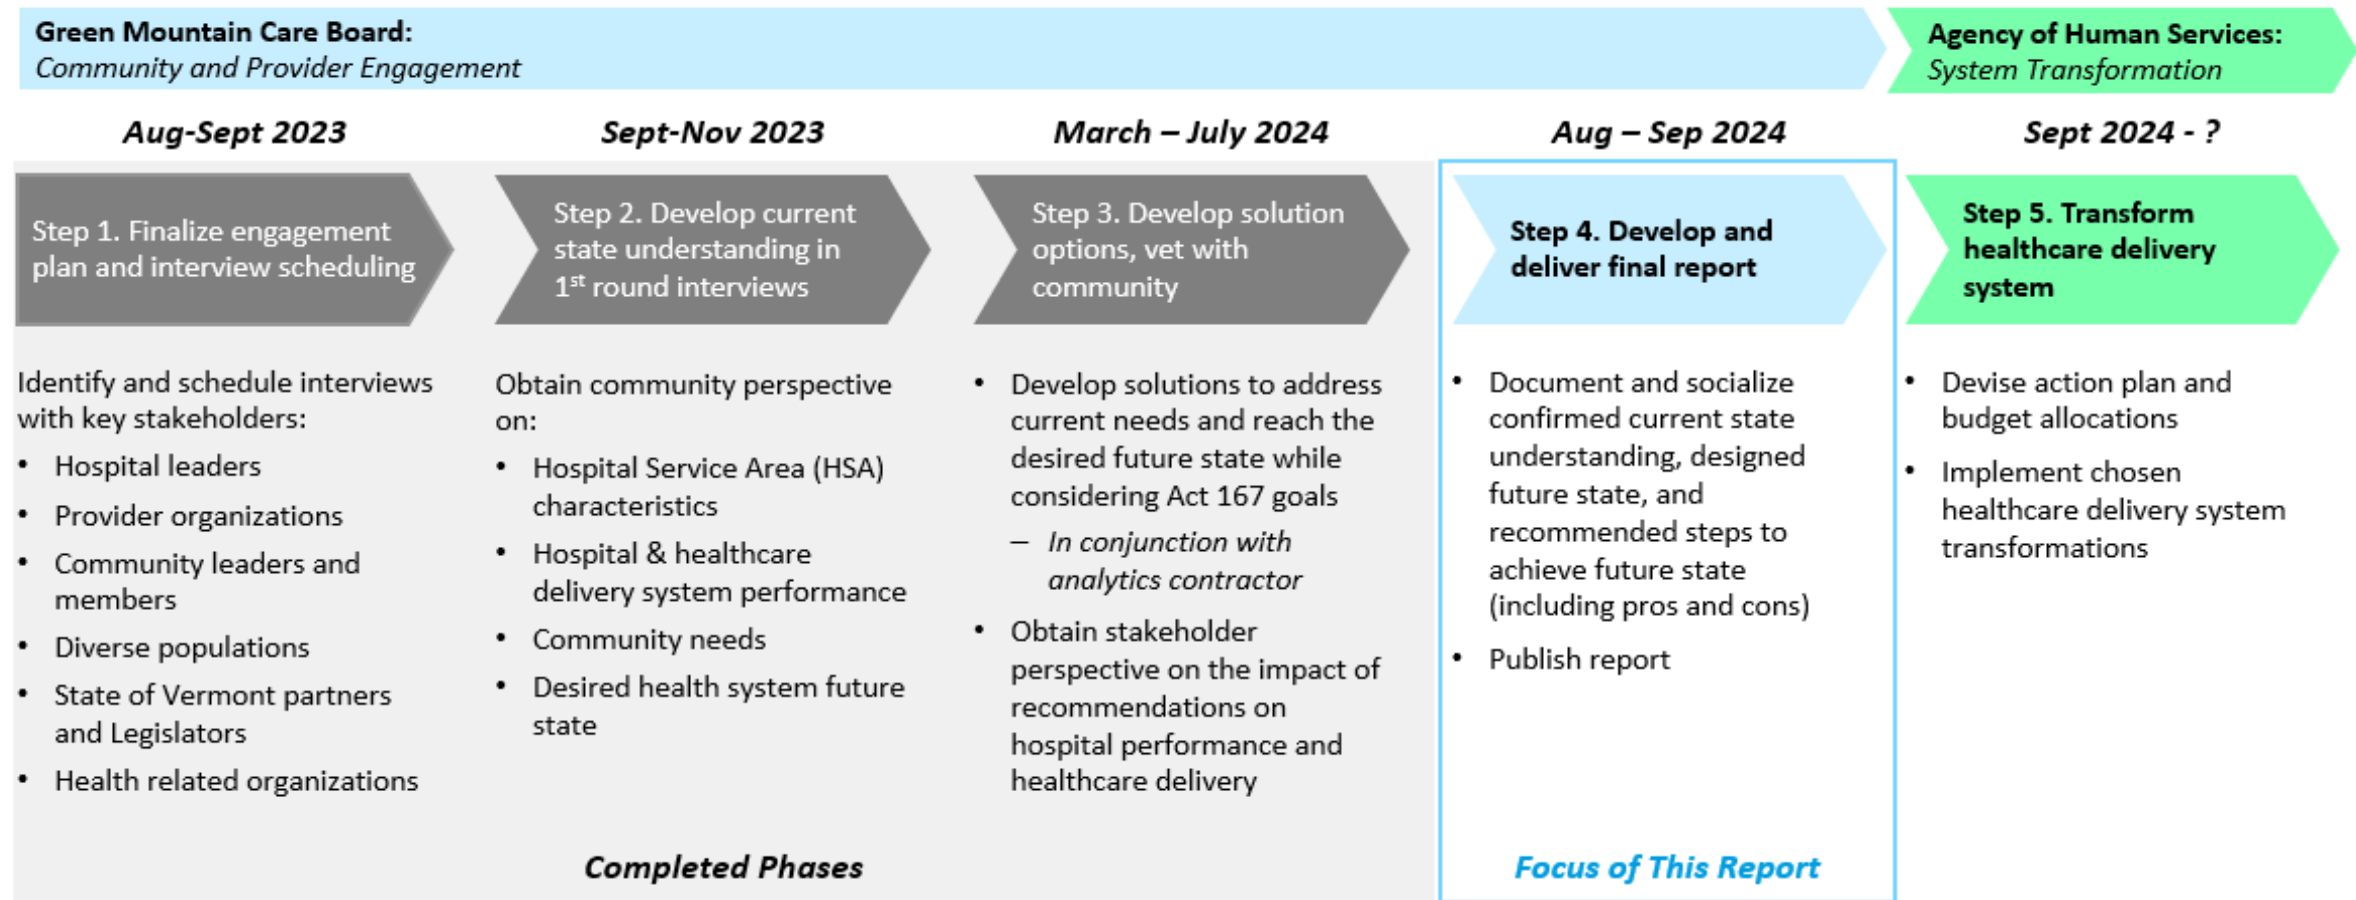 Green Mountain Care Board:
Community and Provider Engagement
Agency of Human Services:
System Transformation
Aug-Sept 2023
Sept-Nov 2023
March – July 2024
Aug – Sep 2024
Sept 2024 - ?
Step 1. Finalize engagement
plan and interview scheduling
Step 2. Develop current
state understanding in
1st round interviews
Step 3. Develop solution
options, vet with
community
Step 4. Develop and
deliver final report
Step 5. Transform
healthcare delivery
system
Identify and schedule interviews
with key stakeholders:
• Hospital leaders
• Provider organizations
• Community leaders and
members
• Diverse populations
• State of Vermont partners
and Legislators
• Health related organizations
Obtain community perspective
on:
• Hospital Service Area (HSA)
characteristics
• Hospital & healthcare
delivery system performance
• Community needs
• Desired health system future
state
• Develop solutions to address
current needs and reach the
desired future state while
considering Act 167 goals
– In conjunction with
analytics contractor
• Obtain stakeholder
perspective on the impact of
recommendations on
hospital performance and
healthcare delivery
• Document and socialize
confirmed current state
understanding, designed
future state, and
recommended steps to
achieve future state
(including pros and cons)
• Publish report
• Devise action plan and
budget allocations
• Implement chosen
healthcare delivery system
transformations
Completed Phases
Focus of This Report